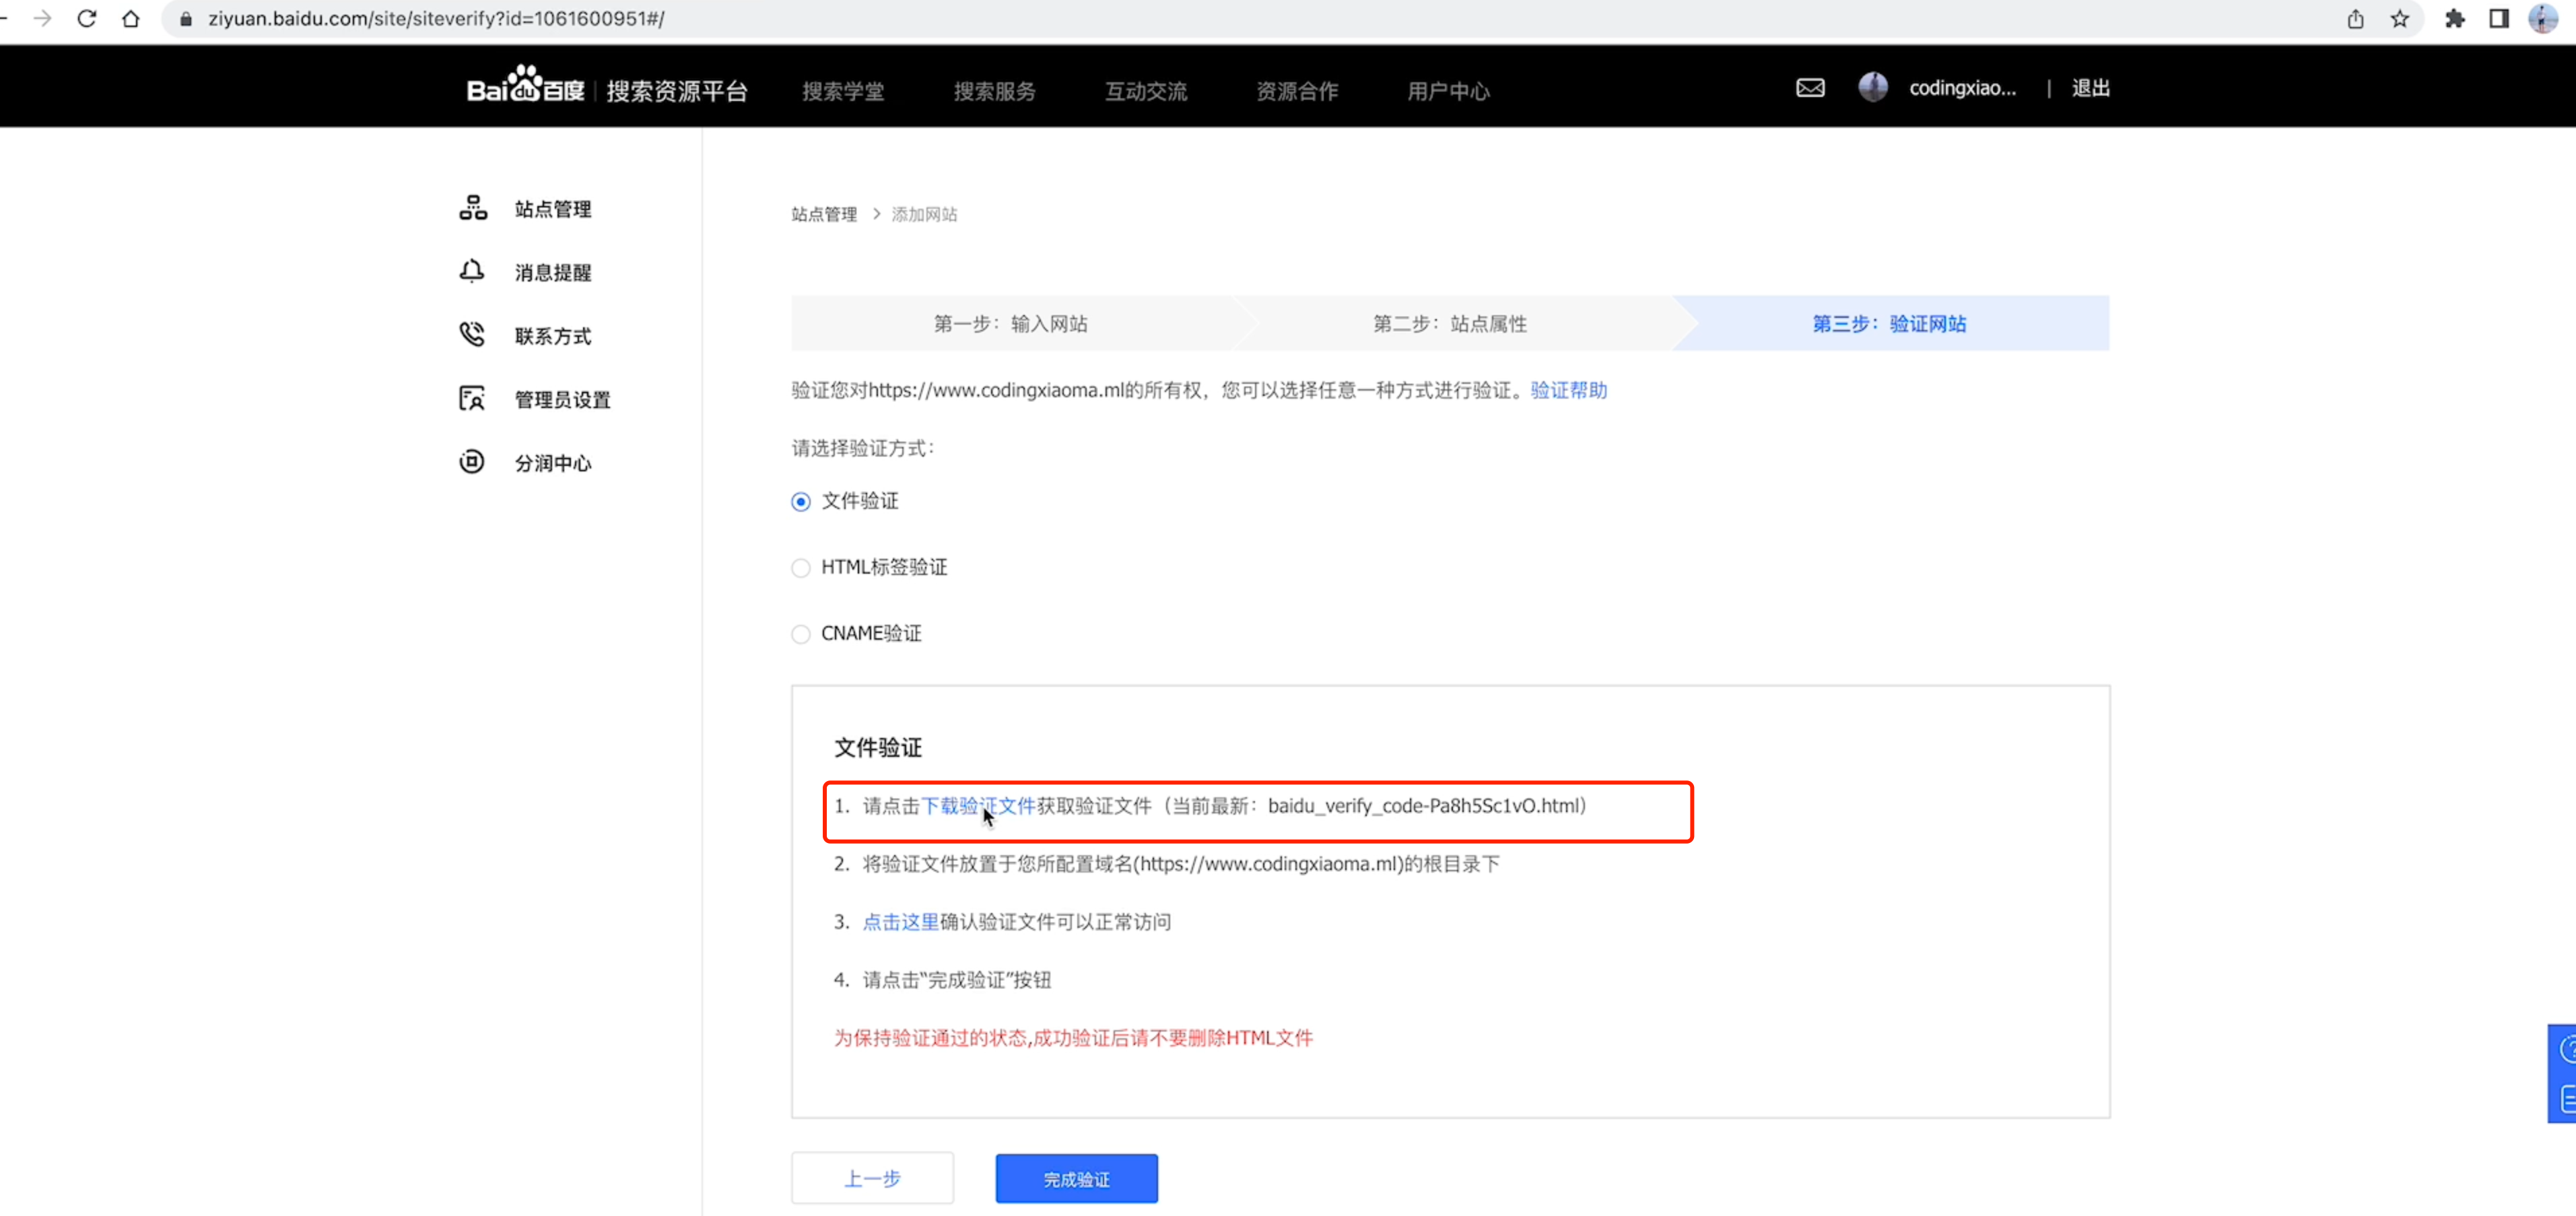 ziyuan.baidu.com/site/siteverify?id=1061600951#/
Bai du 百度 | 搜索资源平台 搜索学堂 搜索服务 互动交流 资源合作 用户中心 codingxiao... | 退出
站点管理
消息提醒
联系方式
管理员设置
分润中心
站点管理 > 添加网站
第一步：输入网站 第二步：站点属性 第三步：验证网站
验证您对https://www.codingxiaoma.ml的所有权，您可以选择任意一种方式进行验证。验证帮助
请选择验证方式：
文件验证
HTML标签验证
CNAME验证
文件验证
1. 请点击下载验证文件获取验证文件（当前最新：baidu_verify_code-Pa8h5Sc1vO.html）
2. 将验证文件放置于您所配置域名(https://www.codingxiaoma.ml)的根目录下
3. 点击这里确认验证文件可以正常访问
4. 请点击“完成验证”按钮
为保持验证通过的状态,成功验证后请不要删除HTML文件
上一步 完成验证